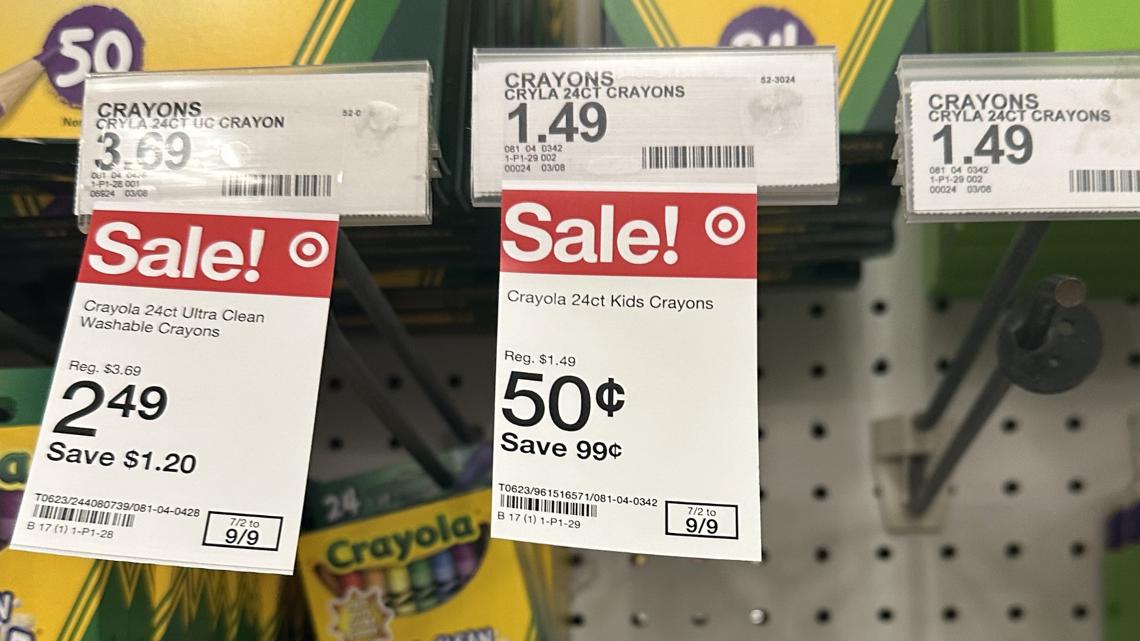 50
CRAYONS
CRYLA 24CT UC CRAYON
3.69
1-P1-28 001
06924 03/08
Sale!
Crayola 24ct Ultra Clean
Washable Crayons
Reg. $3.69
2 49
Save $1.20
T0623/244080739/081-04-0428
B 17 (1) 1-P1-28
7/2 to
9/9
CRAYONS
52-3024
CRYLA 24CT CRAYONS
1.49
081 04 0342
1-P1-29 002
00024 03/08
Sale!
Crayola 24ct Kids Crayons
Reg. $1.49
50¢
Save 99¢
T0623/961516571/081-04-0342
B 17 (1) 1-P1-29
7/2 to
9/9
CRAYONS
CRYLA 24CT CRAYONS
1.49
081 04 0342
1-P1-29 002
00024 03/08
24
Crayola